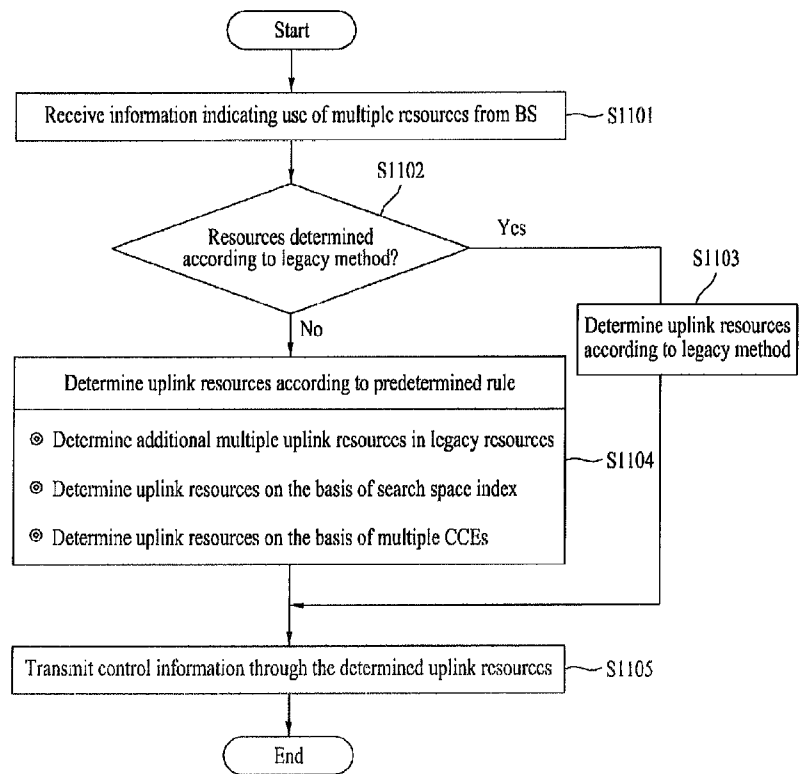 Start
Receive information indicating use of multiple resources from BS
S1101
S1102
Resources determined
according to legacy method?
Yes
S1103
Determine uplink resources
according to legacy method
No
Determine uplink resources according to predetermined rule
◎ Determine additional multiple uplink resources in legacy resources
◎ Determine uplink resources on the basis of search space index
◎ Determine uplink resources on the basis of multiple CCEs
S1104
Transmit control information through the determined uplink resources
S1105
End